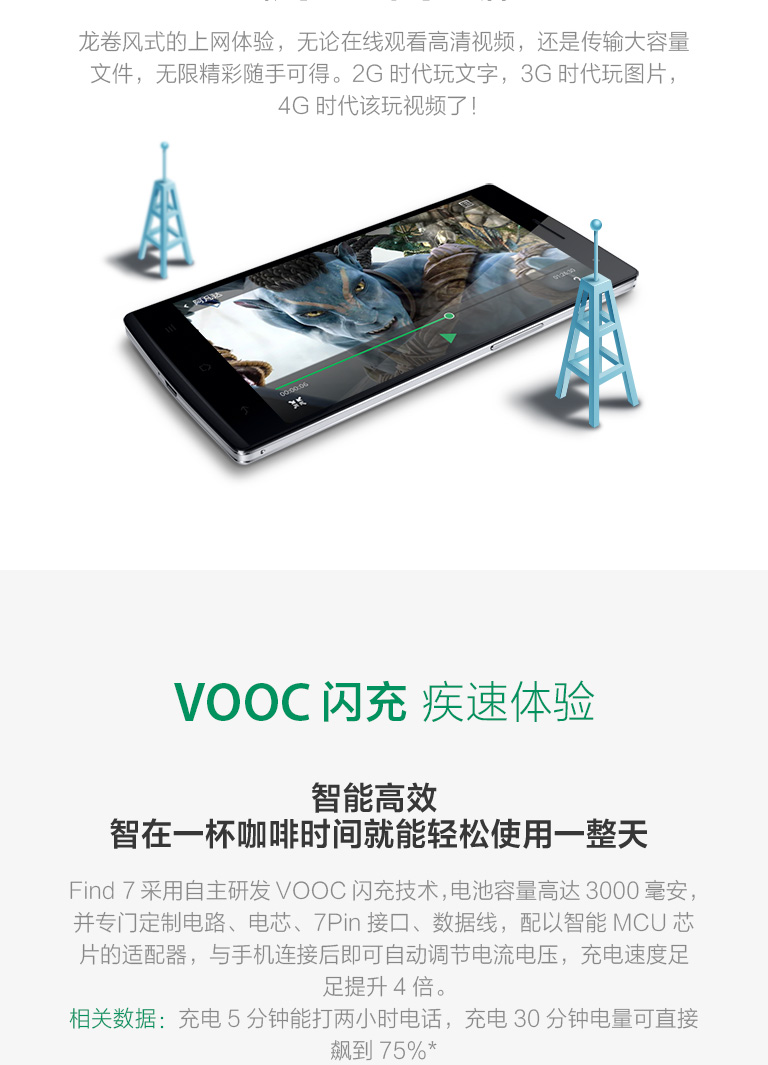 龙卷风式的上网体验，无论在线观看高清视频，还是传输大容量
文件，无限精彩随手可得。2G 时代玩文字，3G 时代玩图片，
4G 时代该玩视频了！
阿凡达
00:00:06
VOOC 闪充 疾速体验
智能高效
智在一杯咖啡时间就能轻松使用一整天
Find 7 采用自主研发 VOOC 闪充技术，电池容量高达 3000 毫安，
并专门定制电路、电芯、7Pin 接口、数据线，配以智能 MCU 芯
片的适配器，与手机连接后即可自动调节电流电压，充电速度足
足提升 4 倍。
相关数据：充电 5 分钟能打两小时电话，充电 30 分钟电量可直接
飙到 75%*